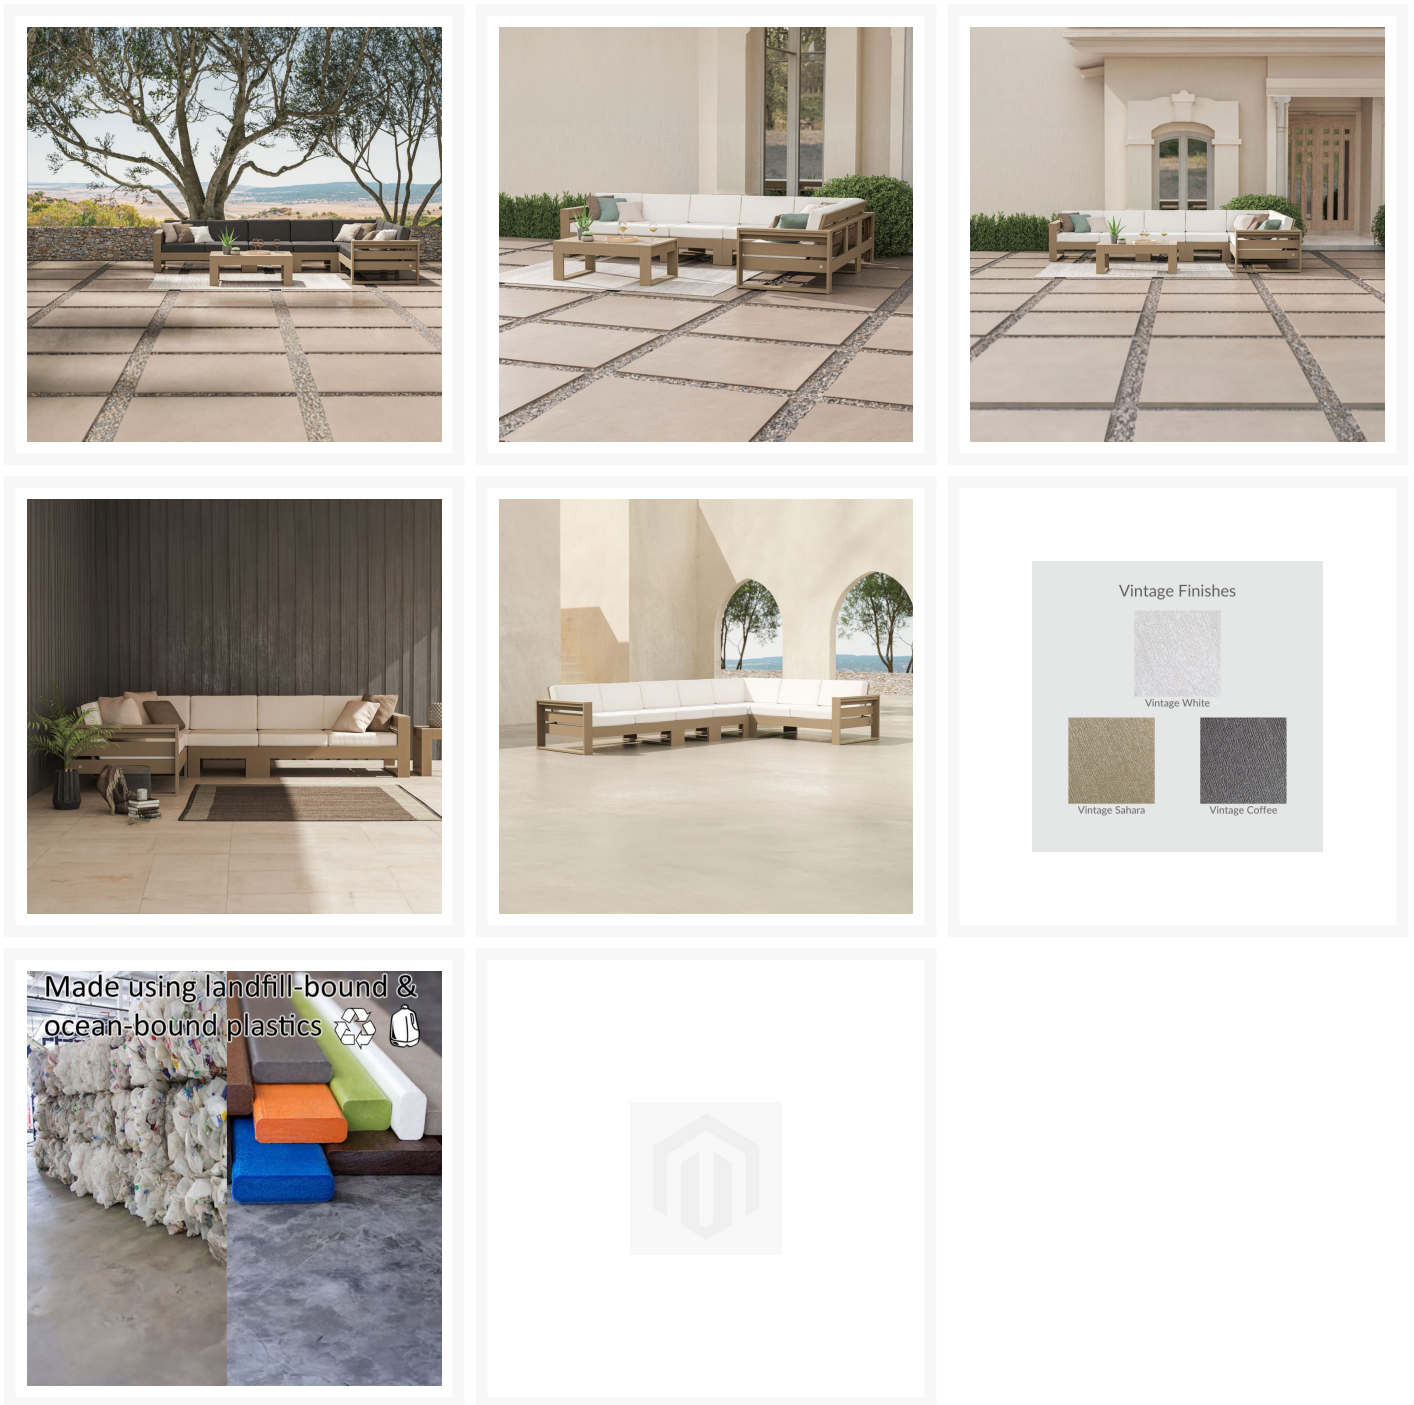 Vintage Finishes
Vintage White
Vintage Sahara
Vintage Coffee
Made using landfill-bound &
ocean-bound plastics